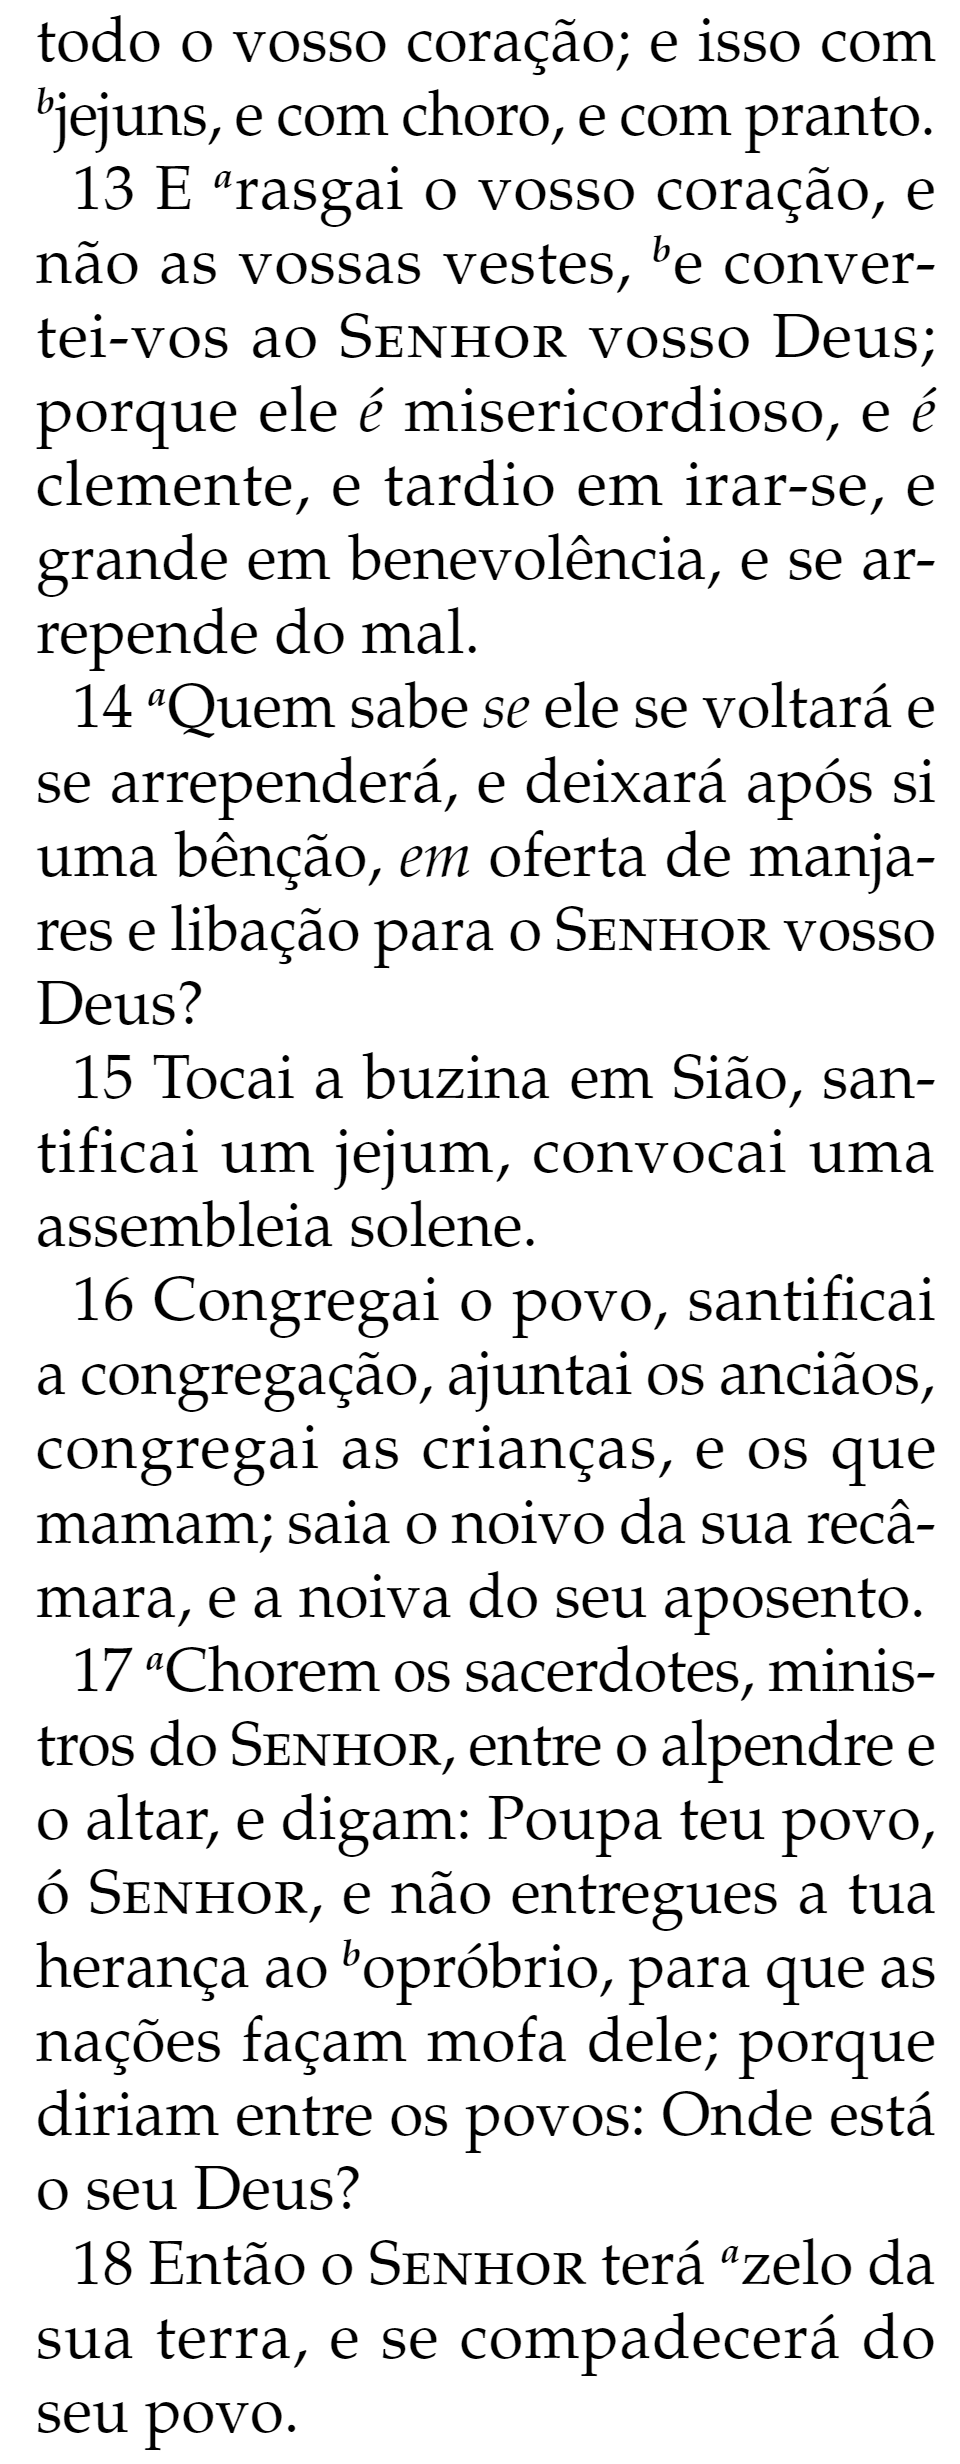 todo o vosso coração; e isso com
bjejuns, e com choro, e com pranto.
13 E arasgai o vosso coração, e
não as vossas vestes, be conver-
tei-vos ao SENHOR vosso Deus;
porque ele é misericordioso, e é
clemente, e tardio em irar-se, e
grande em benevolência, e se ar-
repende do mal.
14 aQuem sabe se ele se voltará e
se arrependerá, e deixará após si
uma bênção, em oferta de manja-
res e libação para o SENHOR vosso
Deus?
15 Tocai a buzina em Sião, san-
tificai um jejum, convocai uma
assembleia solene.
16 Congregai o povo, santificai
a congregação, ajuntai os anciãos,
congregai as crianças, e os que
mamam; saia o noivo da sua recâ-
mara, e a noiva do seu aposento.
17 aChorem os sacerdotes, minis-
tros do SENHOR, entre o alpendre e
o altar, e digam: Poupa teu povo,
ó SENHOR, e não entregues a tua
herança ao bopróbrio, para que as
nações façam mofa dele; porque
diriam entre os povos: Onde está
o seu Deus?
18 Então o SENHOR terá azelo da
sua terra, e se compadecerá do
seu povo.